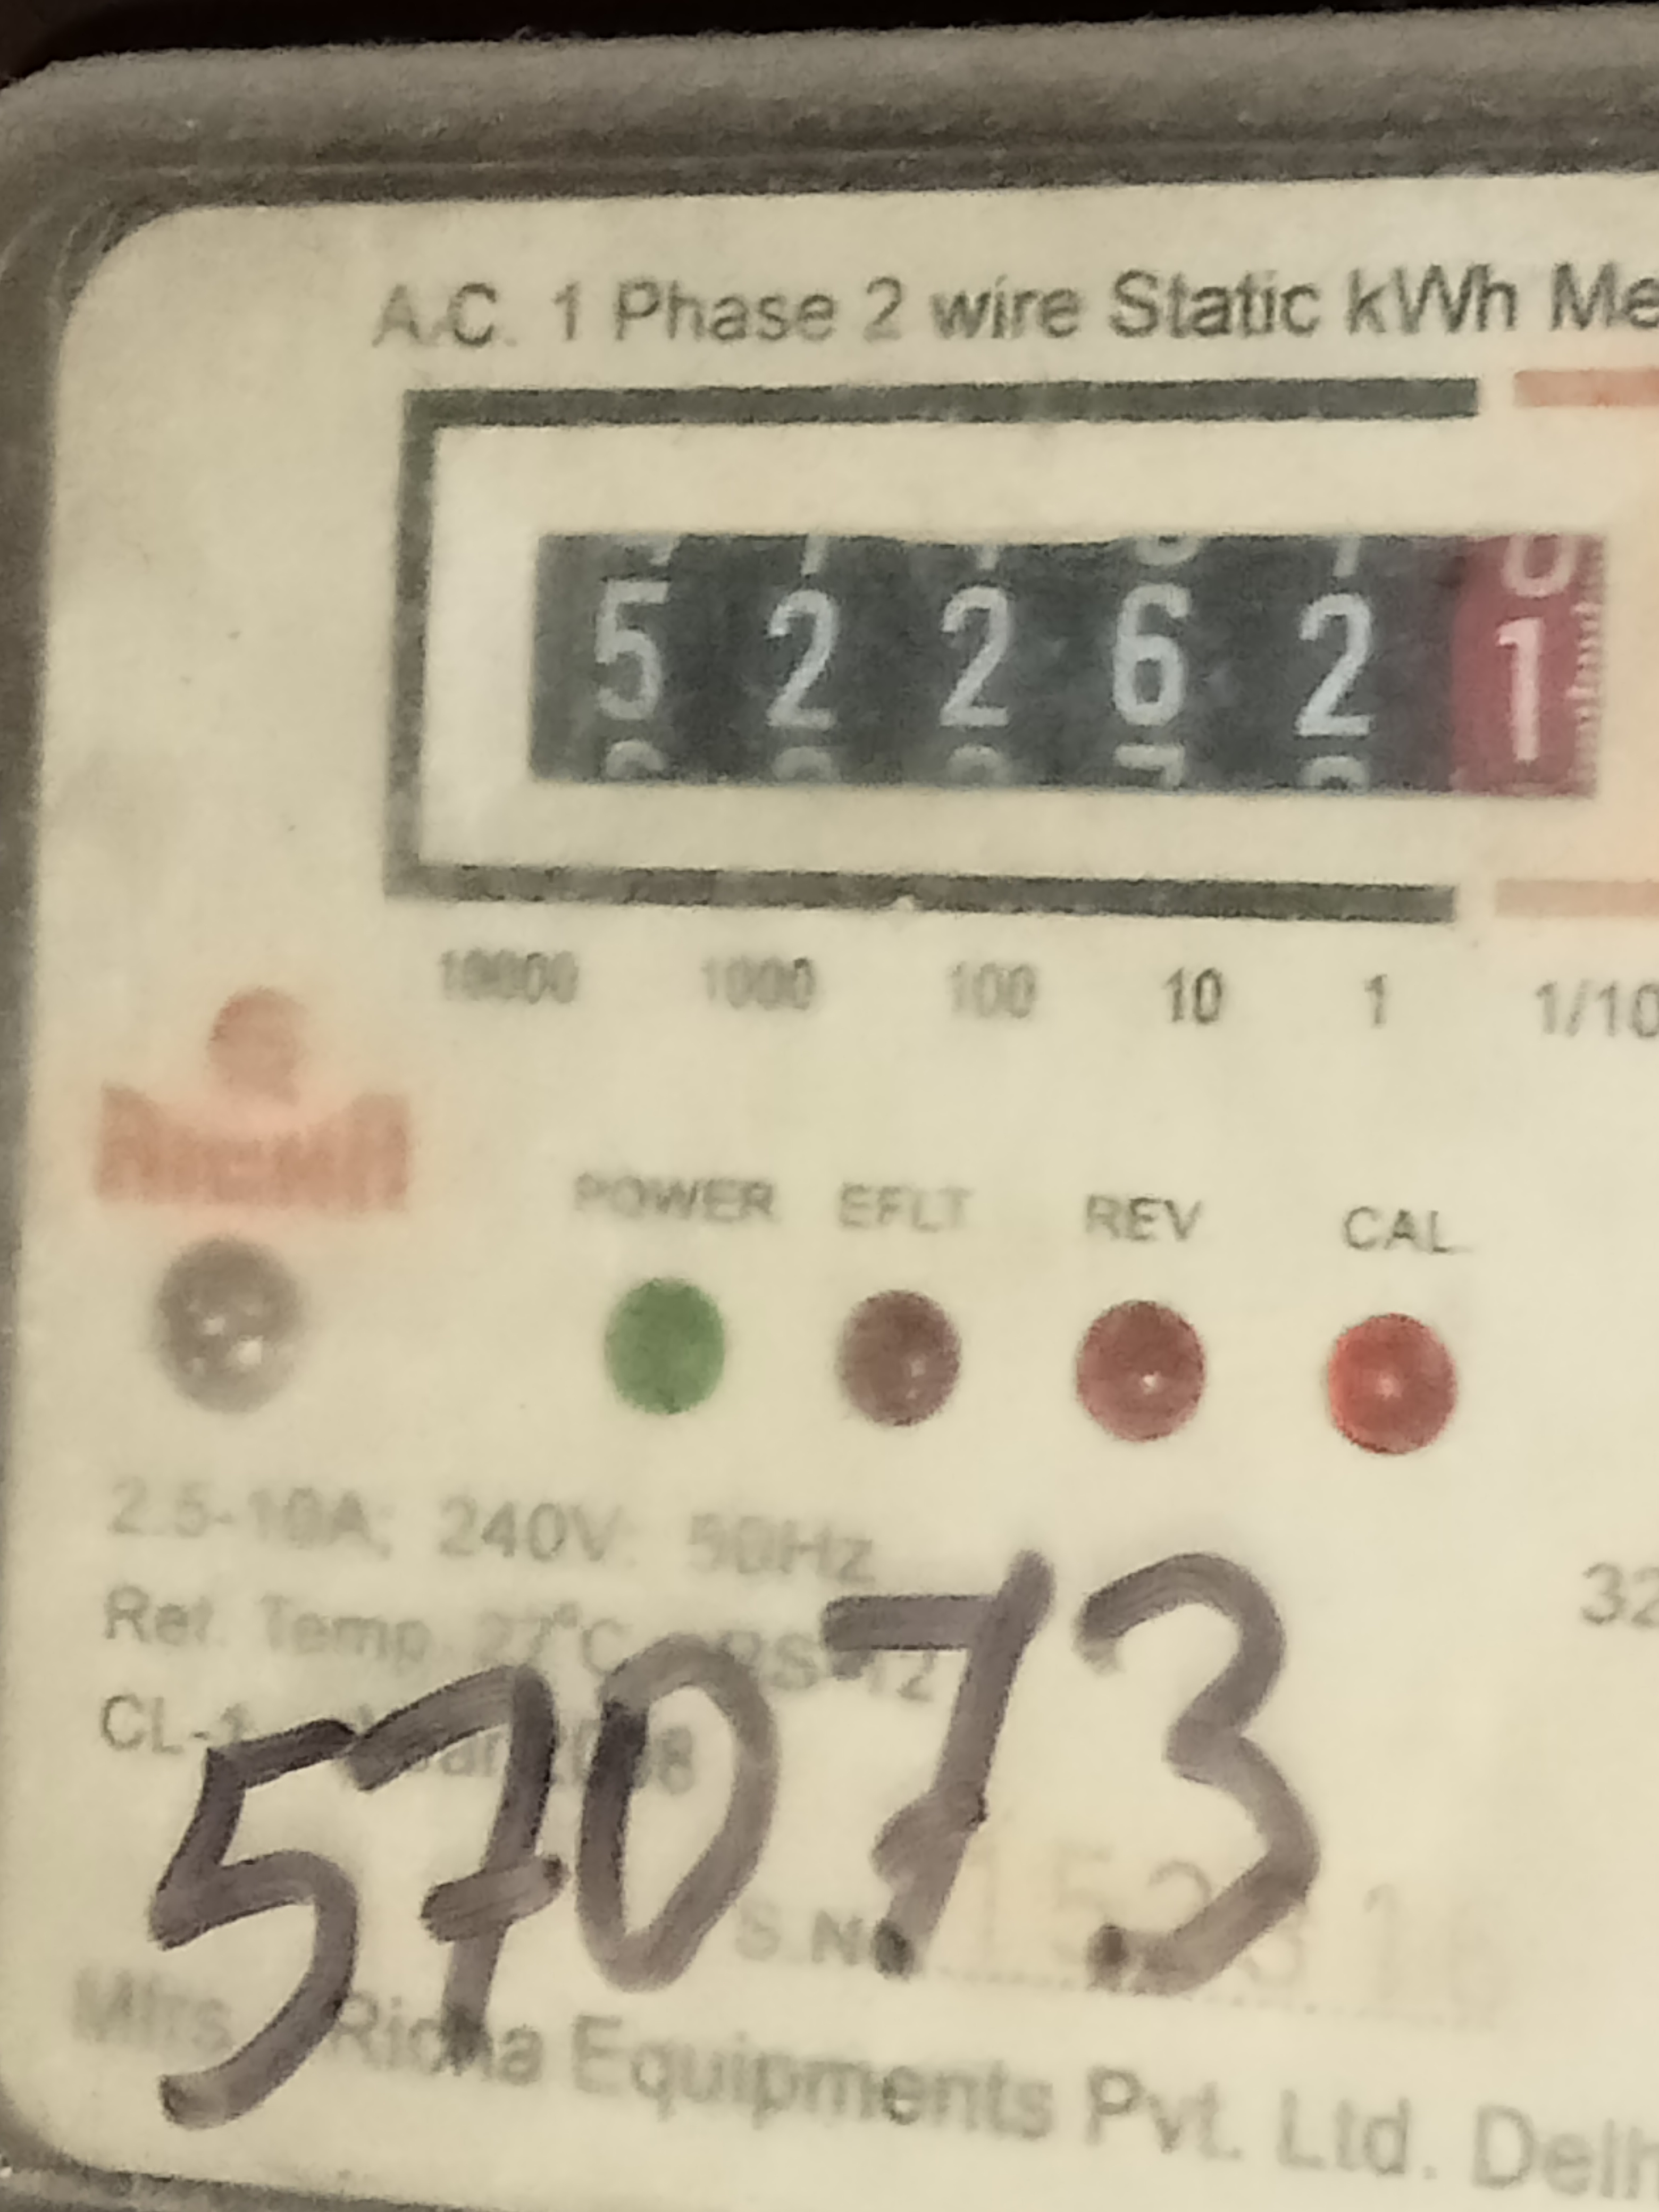 A.C. 1 Phase 2 wire Static kWh Me
5 2 2 6 2 1
10000 1000 100 10 1 1/10
POWER EFLT REV CAL
2.5-10A; 240V: 50Hz
32
Ref. Temp. 27°C
CL-1
57073
S.No.
Mfrs. Richa Equipments Pvt. Ltd. Delh